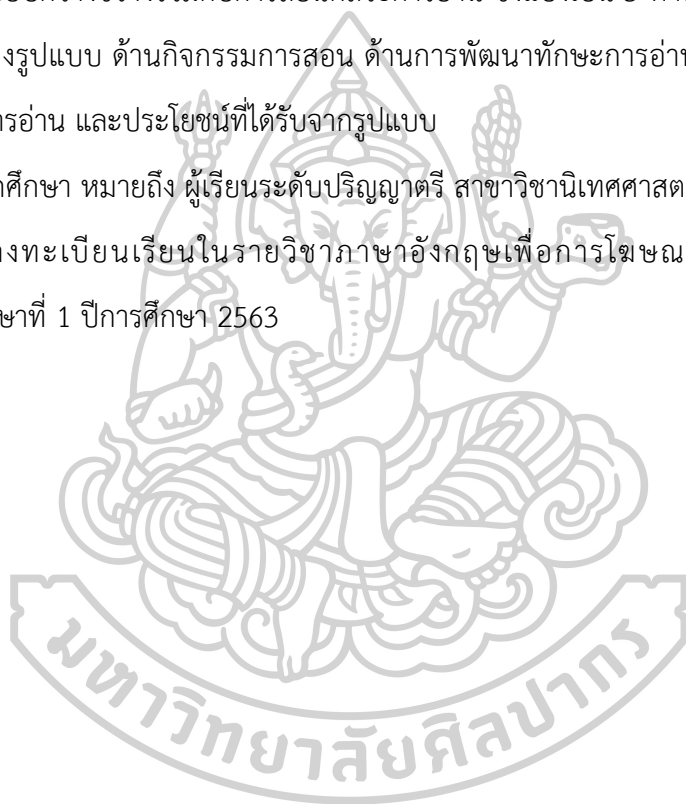 งรูปแบบ ด้านกิจกรรมการสอน ด้านการพัฒนาทักษะการอ่าน
ารอ่าน และประโยชน์ที่ได้รับจากรูปแบบ
ศึกษา หมายถึง ผู้เรียนระดับปริญญาตรี สาขาวิชานิเทศศาสต
งทะเบียนเรียนในรายวิชาภาษาอังกฤษเพื่อการโฆษณ
ษาที่ 1 ปีการศึกษา 2563
มหาวิทยาลัยศิลปากร